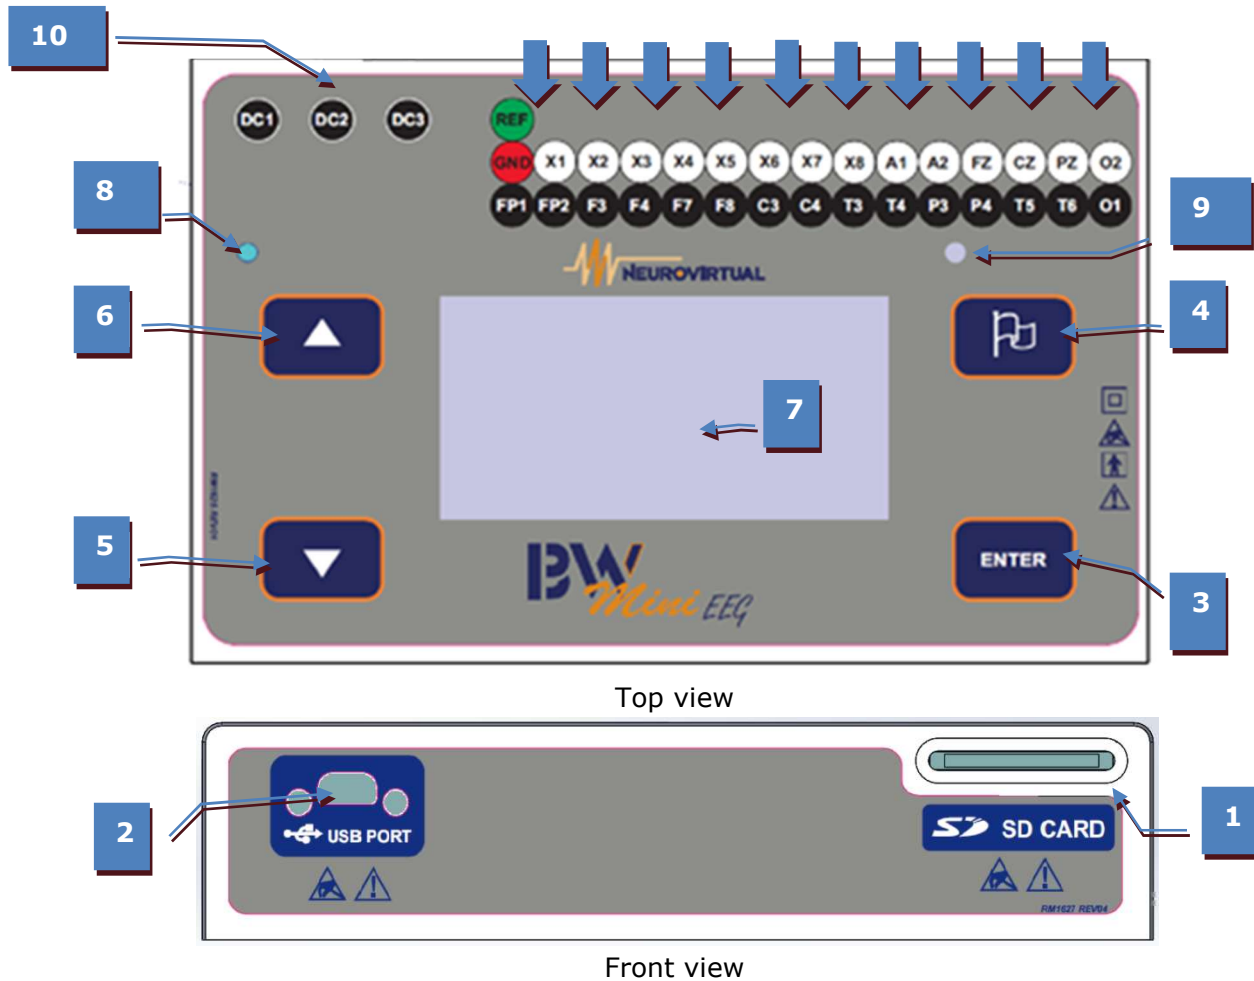 10
DC1 DC2 DC3 REF
GND X1 X2 X3 X4 X5 X6 X7 X8 A1 A2 FZ CZ PZ O2
FP1 FP2 F3 F4 F7 F8 C3 C4 T3 T4 P3 P4 T5 T6 O1
8
9
NEUROVIRTUAL
6
4
7
5
BW Mini EEG
ENTER
3
Top view
2
USB PORT
SD SD CARD
1
RM1627 REV04
Front view